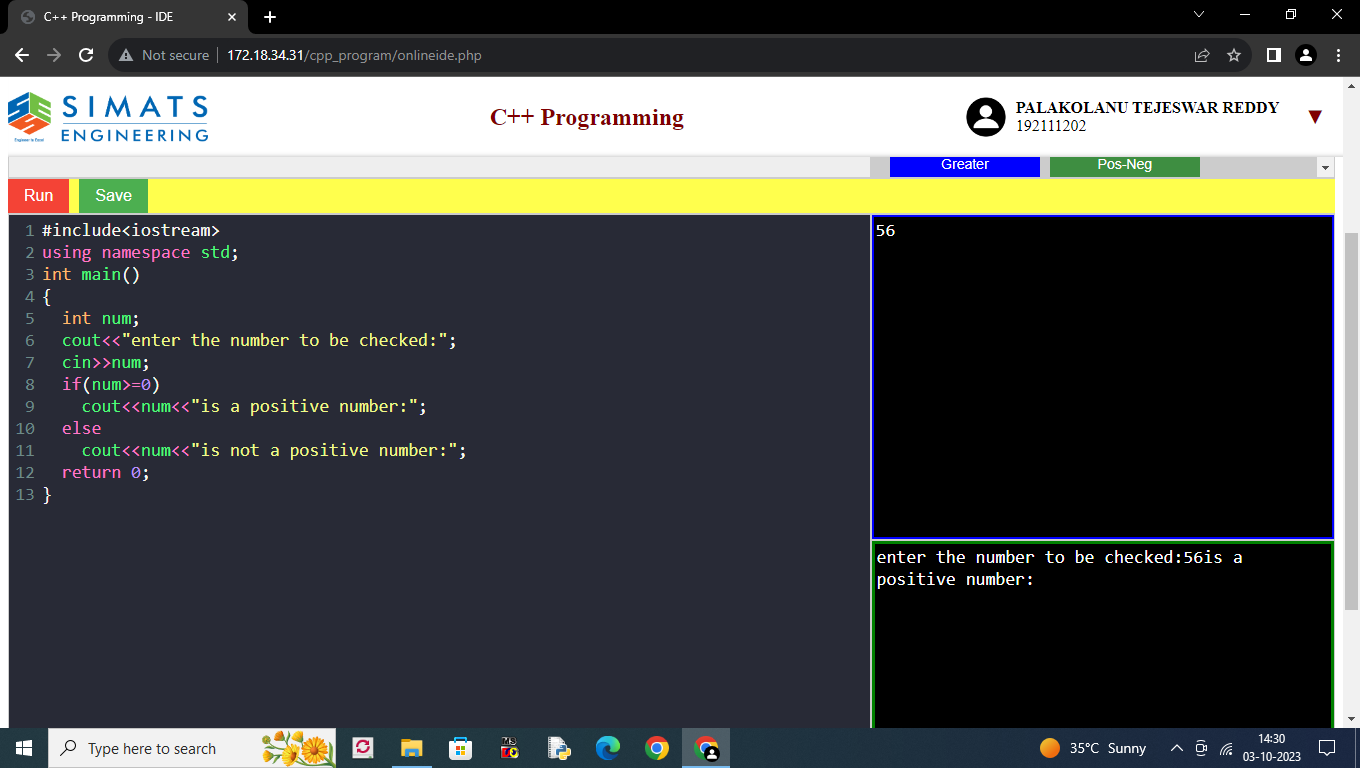 C++ Programming - IDE
Not secure
172.18.34.31/cpp_program/onlineide.php
SIMATS
ENGINEERING
Engineer to Excel
C++ Programming
PALAKOLANU TEJESWAR REDDY
192111202
Greater
Pos-Neg
Run
Save
1 #include<iostream>
2 using namespace std;
3 int main()
4 {
5   int num;
6   cout<<"enter the number to be checked:";
7   cin>>num;
8   if(num>=0)
9     cout<<num<<"is a positive number:";
10   else
11     cout<<num<<"is not a positive number:";
12   return 0;
13 }
56
enter the number to be checked:56is a
positive number:
Type here to search
35°C Sunny
14:30
03-10-2023